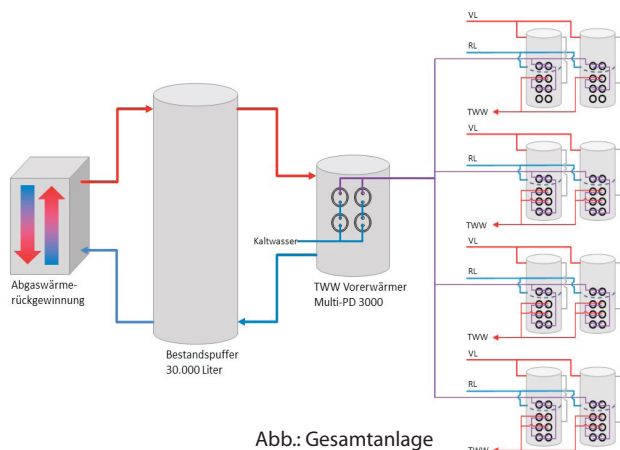 VL
RL
TWW
VL
RL
TWW
VL
RL
TWW
VL
RL
TWW
Abgaswärme-
rückgewinnung
Bestandspuffer
30.000 Liter
Kaltwasser
TWW Vorerwärmer
Multi-PD 3000
Abb.: Gesamtanlage